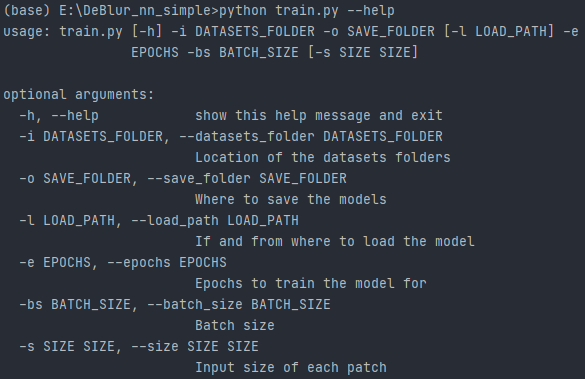 (base) E:\DeBlur_nn_simple>python train.py --help
usage: train.py [-h] -i DATASETS_FOLDER -o SAVE_FOLDER [-l LOAD_PATH] -e
EPOCHS -bs BATCH_SIZE [-s SIZE SIZE]
optional arguments:
-h, --help show this help message and exit
-i DATASETS_FOLDER, --datasets_folder DATASETS_FOLDER
Location of the datasets folders
-o SAVE_FOLDER, --save_folder SAVE_FOLDER
Where to save the models
-l LOAD_PATH, --load_path LOAD_PATH
If and from where to load the model
-e EPOCHS, --epochs EPOCHS
Epochs to train the model for
-bs BATCH_SIZE, --batch_size BATCH_SIZE
Batch size
-s SIZE SIZE, --size SIZE SIZE
Input size of each patch